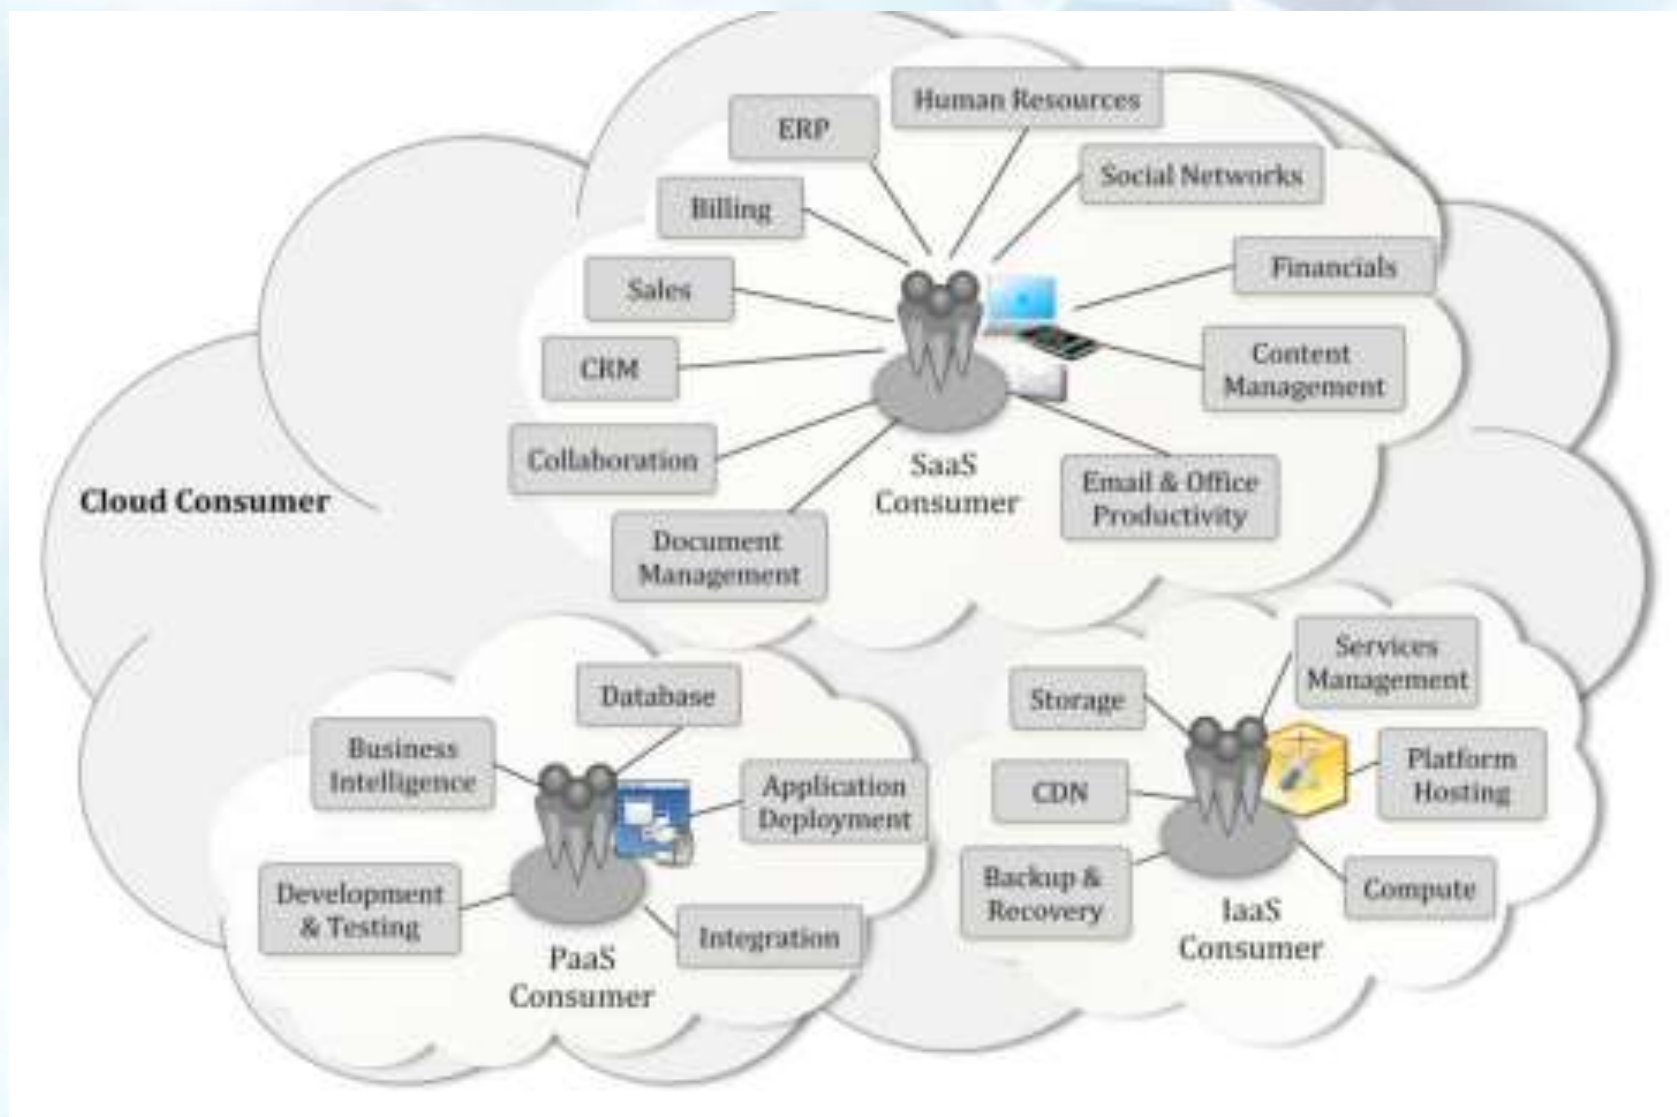 Human Resources
ERP
Social Networks
Billing
Financials
Sales
Content
Management
CRM
Collaboration
SaaS
Consumer
Email & Office
Productivity
Cloud Consumer
Document
Management
Services
Management
Storage
Database
Business
Intelligence
Platform
Hosting
Application
Deployment
CDN
Development
& Testing
Backup &
Recovery
Compute
Integration
IaaS
Consumer
PaaS
Consumer